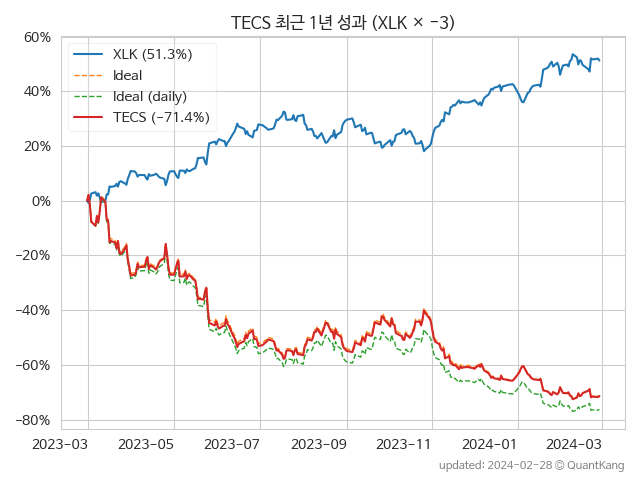 TECS 최근 1년 성과 (XLK × −3)
60%
40%
20%
0%
−20%
−40%
−60%
−80%
XLK (51.3%)
Ideal
Ideal (daily)
TECS (−71.4%)
2023-03 2023-05 2023-07 2023-09 2023-11 2024-01 2024-03
updated: 2024-02-28 © QuantKang